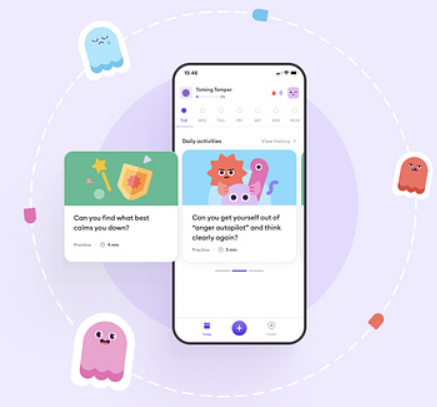 15:46
Taming Temper
TUE WED THU FRI SAT SUN MON
Daily activities View history
Can you find what best
calms you down?
Practice 4 min
Can you get yourself out of
"anger autopilot" and think
clearly again?
Practice 3 min
Today